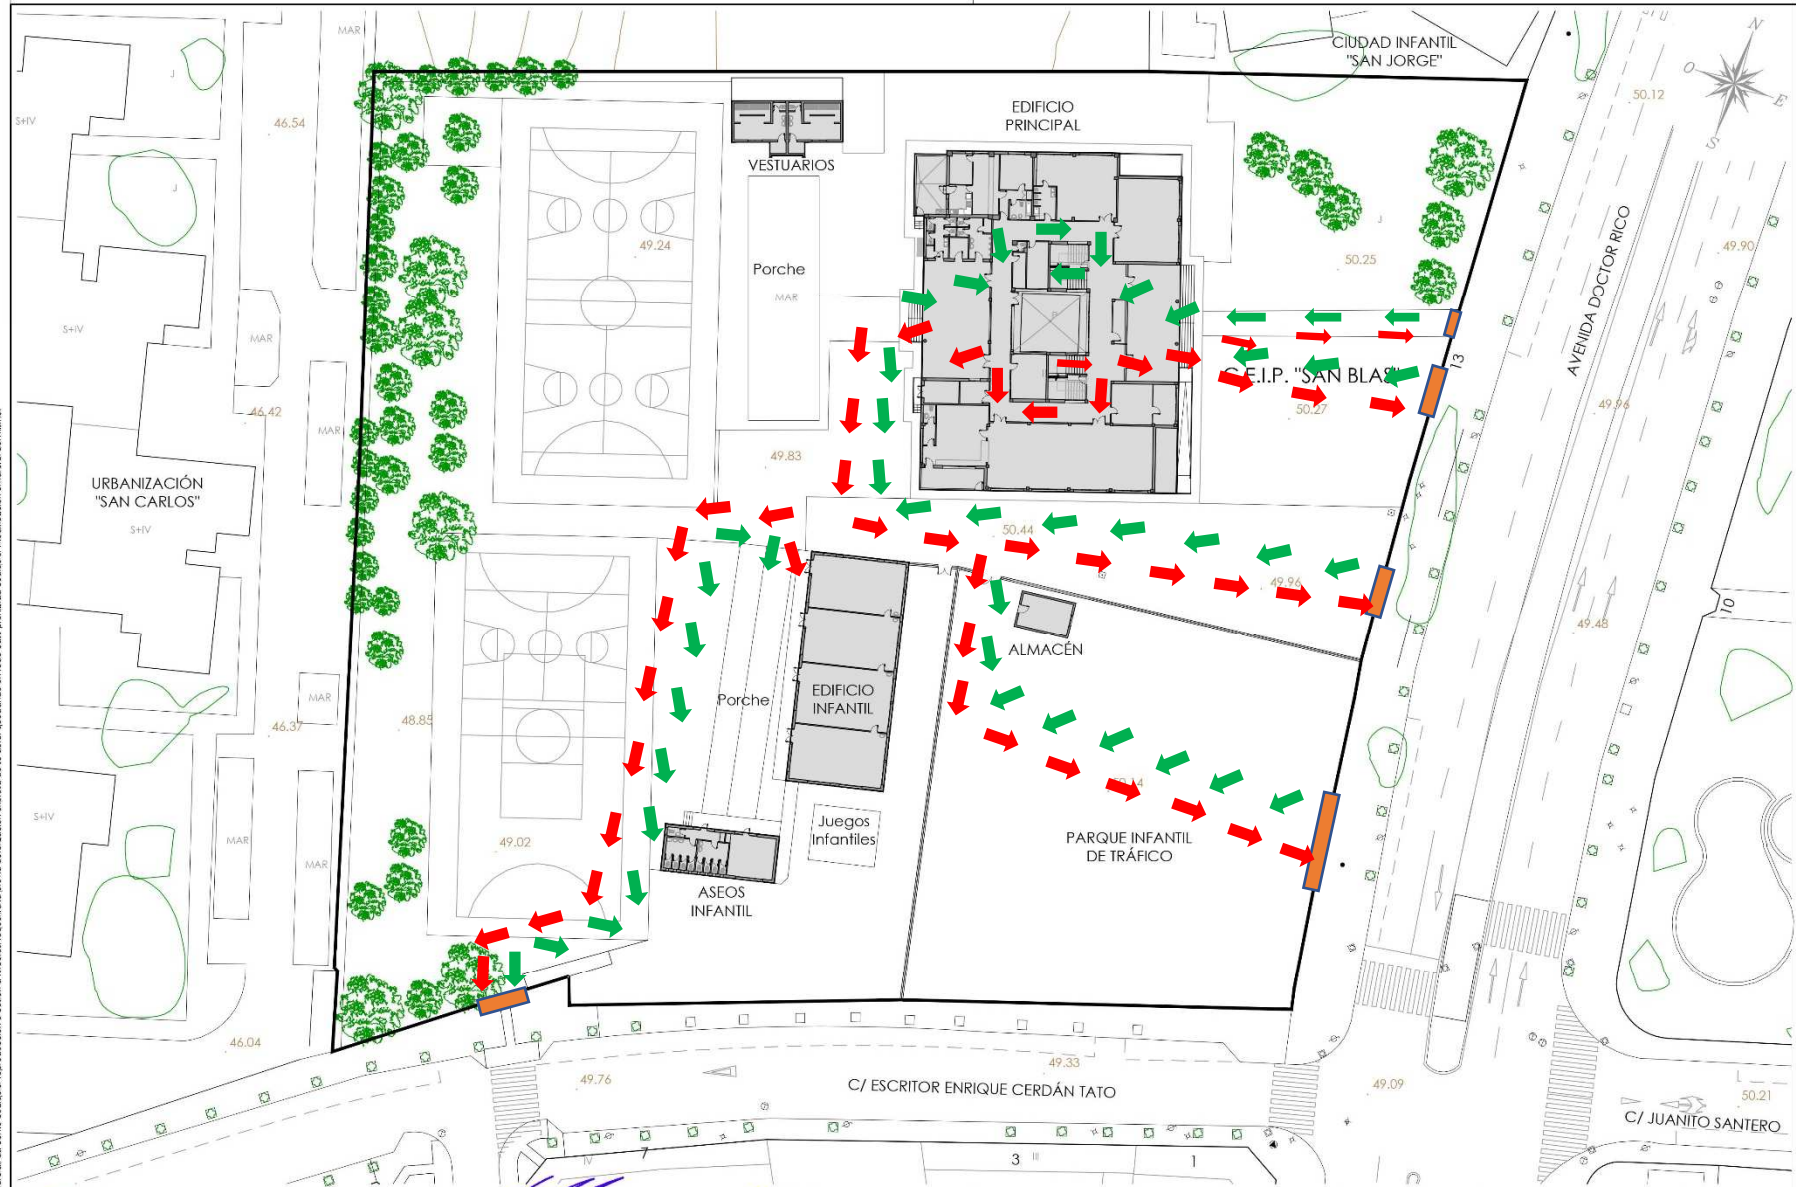 CIUDAD INFANTIL
"SAN JORGE"
N
O
E
S
MAR
50.12
EDIFICIO
PRINCIPAL
S+IV
46.54
VESTUARIOS
AVENIDA DOCTOR RICO
49.24
49.90
50.25
Porche
MAR
S+IV
MAR
13
C.E.I.P. "SAN BLAS"
50.27
49.96
46.42
MAR
49.83
URBANIZACIÓN
"SAN CARLOS"
S+IV
50.44
49.96
10
49.48
ALMACÉN
EDIFICIO
INFANTIL
Porche
MAR
48.85
46.37
S+IV
Juegos
Infantiles
PARQUE INFANTIL
DE TRÁFICO
49.02
MAR
MAR
ASEOS
INFANTIL
46.04
49.76
49.33
C/ ESCRITOR ENRIQUE CERDÁN TATO
49.09
50.21
C/ JUANITO SANTERO
IV
7
3
III
1